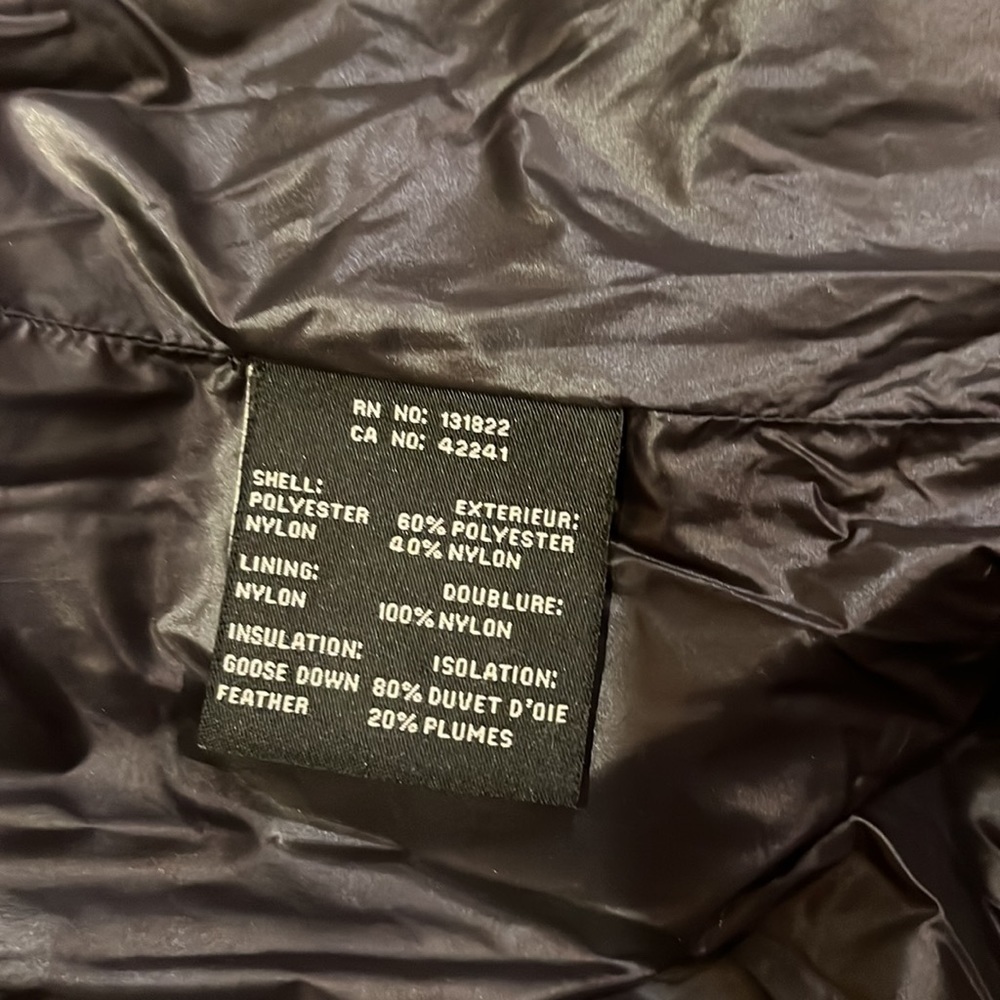 RN NO: 131822
CA NO: 42241
SHELL: EXTERIEUR:
POLYESTER 60% POLYESTER
NYLON 40% NYLON
LINING: DOUBLURE:
NYLON 100% NYLON
INSULATION: ISOLATION:
GOOSE DOWN 80% DUVET D'OIE
FEATHER 20% PLUMES